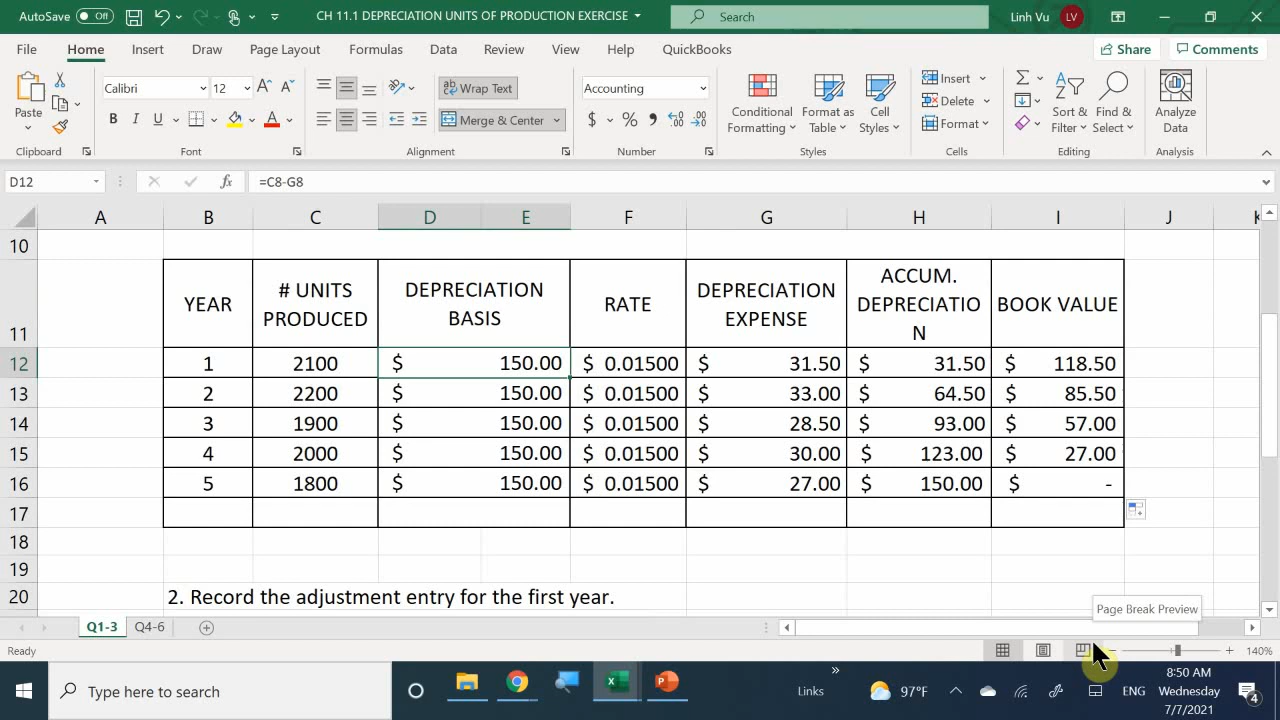 AutoSave Off CH 11.1 DEPRECIATION UNITS OF PRODUCTION EXERCISE Search Linh Vu LV
File Home Insert Draw Page Layout Formulas Data Review View Help QuickBooks Share Comments
Paste Calibri 12 Wrap Text Accounting Conditional Formatting Format as Table Cell Styles Insert Sort & Filter Find & Select Analyze Data
B I U A Merge & Center $ % Delete
Format
Clipboard Font Alignment Number Styles Cells Editing Analysis
D12 fx =C8-G8
A B C D E F G H I J K
10
11 YEAR # UNITS PRODUCED DEPRECIATION BASIS RATE DEPRECIATION EXPENSE ACCUM. DEPRECIATIO N BOOK VALUE
12 1 2100 $ 150.00 $ 0.01500 $ 31.50 $ 31.50 $ 118.50
13 2 2200 $ 150.00 $ 0.01500 $ 33.00 $ 64.50 $ 85.50
14 3 1900 $ 150.00 $ 0.01500 $ 28.50 $ 93.00 $ 57.00
15 4 2000 $ 150.00 $ 0.01500 $ 30.00 $ 123.00 $ 27.00
16 5 1800 $ 150.00 $ 0.01500 $ 27.00 $ 150.00 $ -
17
18
19
20 2. Record the adjustment entry for the first year.
Page Break Preview
Q1-3 Q4-6
Ready 140%
Type here to search Links 97°F ENG 8:50 AM
Wednesday
7/7/2021
4